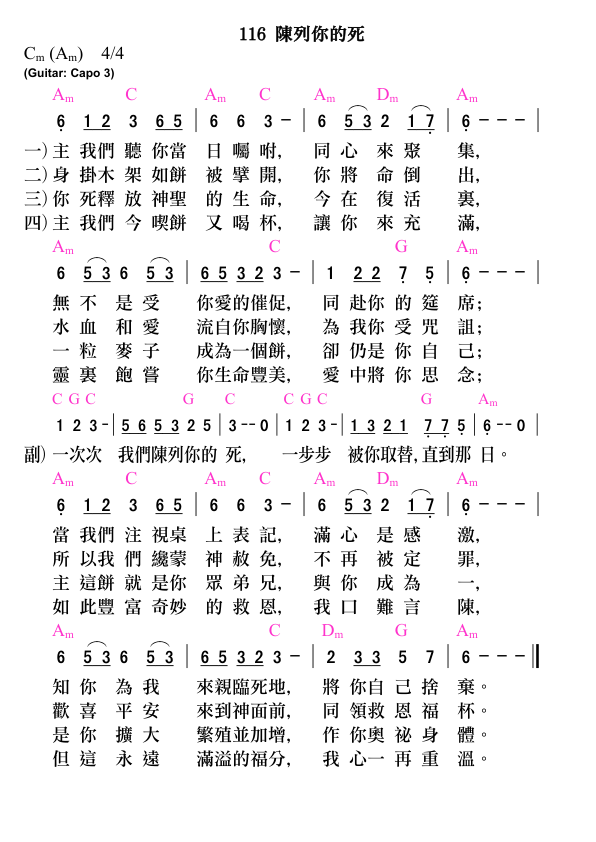 116 陳列你的死
Cm (Am) 4/4
(Guitar: Capo 3)
Am C Am C Am Dm Am
6 1 2 3 6 5 | 6 6 3 - | 6 5 3 2 1 7 | 6 - - - |
一) 主 我們 聽 你當 日 囑 咐, 同 心 來 聚 集,
二) 身 掛木 架 如餅 被 擘 開, 你 將 命 倒 出,
三) 你 死釋 放 神聖 的 生 命, 今 在 復 活 裏,
四) 主 我們 今 喫餅 又 喝 杯, 讓 你 來 充 滿,
Am C G Am
6 5 3 6 5 3 | 6 5 3 2 3 - | 1 2 2 7 5 | 6 - - - |
無 不 是 受 你愛的催促, 同 赴你 的 筵 席;
水 血 和 愛 流自你胸懷, 為 我你 受 咒 詛;
一 粒 麥 子 成為一個餅, 卻 仍是 你 自 己;
靈 裏 飽 嘗 你生命豐美, 愛 中將 你 思 念;
C G C G C C G C G Am
1 2 3 - | 5 6 5 3 2 5 | 3 - - 0 | 1 2 3 - | 1 3 2 1 7 7 5 | 6 - - 0 |
副) 一次次 我們陳列你的 死, 一步步 被你取替,直到那 日。
Am C Am C Am Dm Am
6 1 2 3 6 5 | 6 6 3 - | 6 5 3 2 1 7 | 6 - - - |
當 我們 注 視桌 上 表 記, 滿 心 是 感 激,
所 以我 們 纔蒙 神 赦 免, 不 再 被 定 罪,
主 這餅 就 是你 眾 弟 兄, 與 你 成 為 一,
如 此豐 富 奇妙 的 救 恩, 我 口 難 言 陳,
Am C Dm G Am
6 5 3 6 5 3 | 6 5 3 2 3 - | 2 3 3 5 7 | 6 - - - ‖
知 你 為 我 來親臨死地, 將 你自 己 捨 棄。
歡 喜 平 安 來到神面前, 同 領救 恩 福 杯。
是 你 擴 大 繁殖並加增, 作 你奧 祕 身 體。
但 這 永 遠 滿溢的福分, 我 心一 再 重 溫。